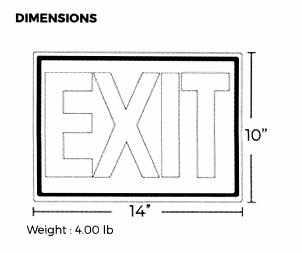 DIMENSIONS
EXIT
10”
14”
Weight : 4.00 lb